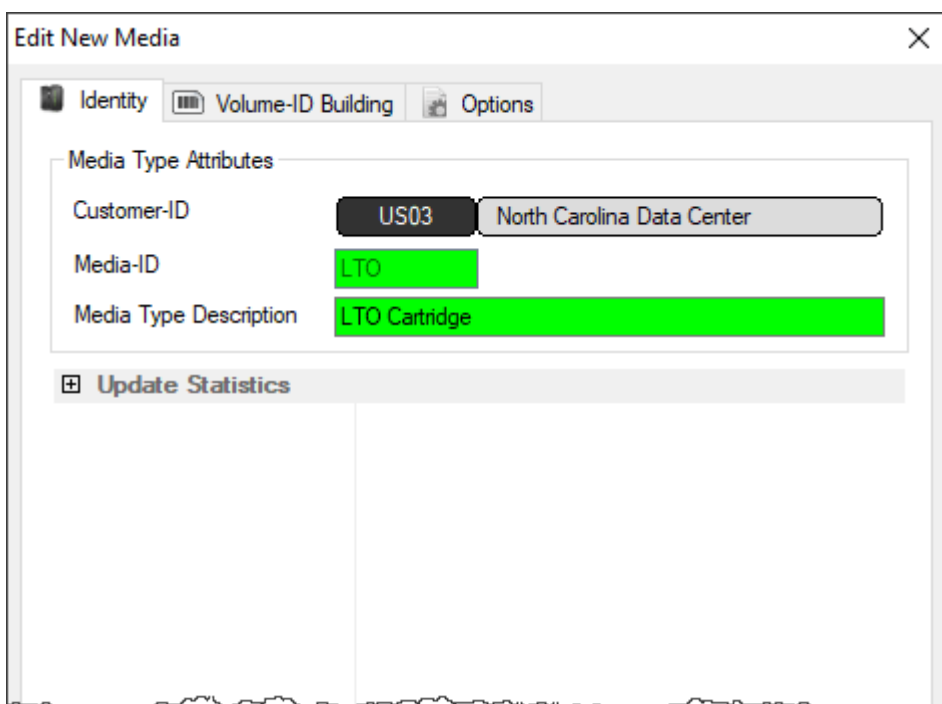 Edit New Media
Identity Volume-ID Building Options
Media Type Attributes
Customer-ID US03 North Carolina Data Center
Media-ID LTO
Media Type Description LTO Cartridge
Update Statistics